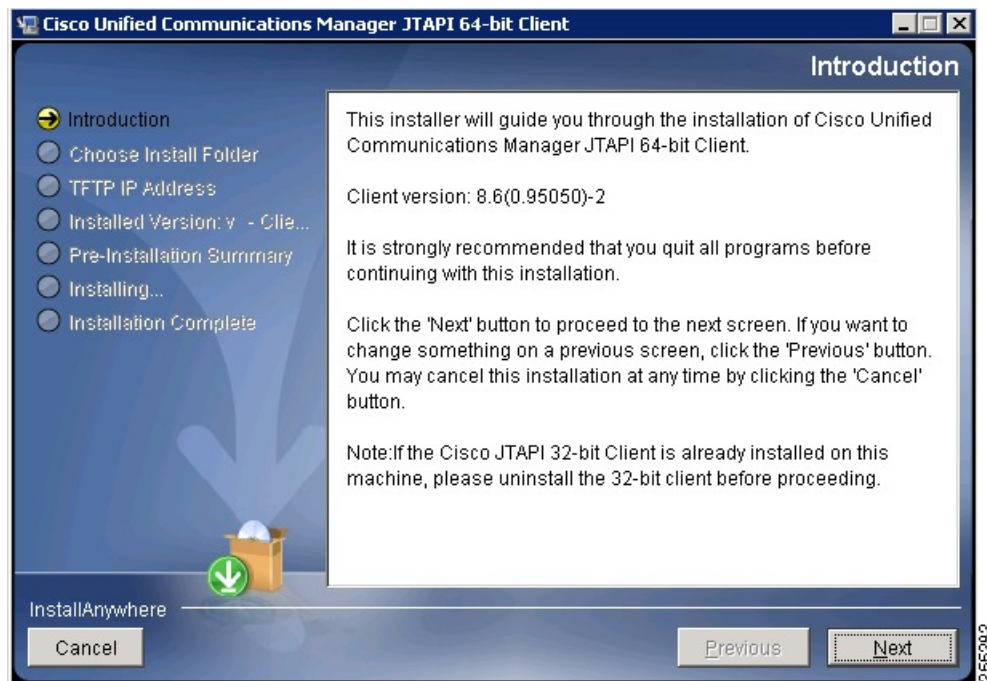 Cisco Unified Communications Manager JTAPI 64-bit Client
Introduction
Introduction
Choose Install Folder
TFTP IP Address
Installed Version: v - Clie...
Pre-Installation Summary
Installing...
Installation Complete
This installer will guide you through the installation of Cisco Unified
Communications Manager JTAPI 64-bit Client.
Client version: 8.6(0.95050)-2
It is strongly recommended that you quit all programs before
continuing with this installation.
Click the 'Next' button to proceed to the next screen. If you want to
change something on a previous screen, click the 'Previous' button.
You may cancel this installation at any time by clicking the 'Cancel'
button.
Note:If the Cisco JTAPI 32-bit Client is already installed on this
machine, please uninstall the 32-bit client before proceeding.
InstallAnywhere
Cancel
Previous
Next